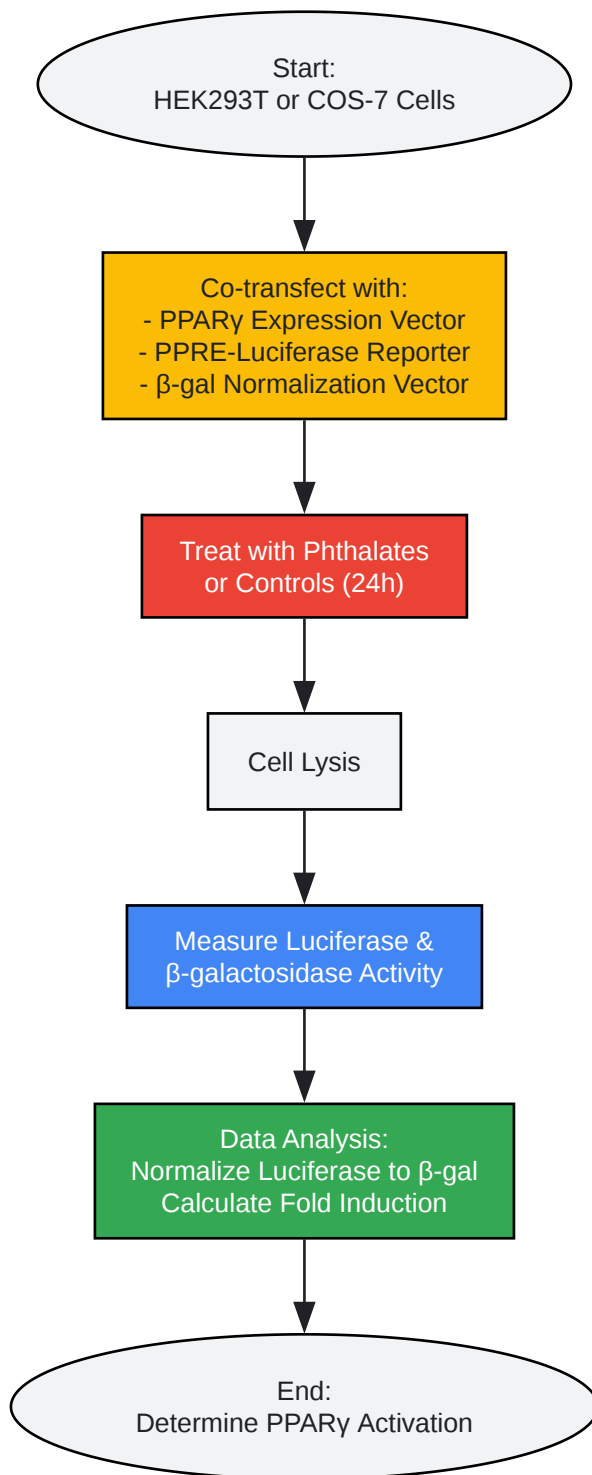 Start:
HEK293T or COS-7 Cells
Co-transfect with:
- PPARγ Expression Vector
- PPRE-Luciferase Reporter
- β-gal Normalization Vector
Treat with Phthalates
or Controls (24h)
Cell Lysis
Measure Luciferase &
β-galactosidase Activity
Data Analysis:
Normalize Luciferase to β-gal
Calculate Fold Induction
End:
Determine PPARγ Activation